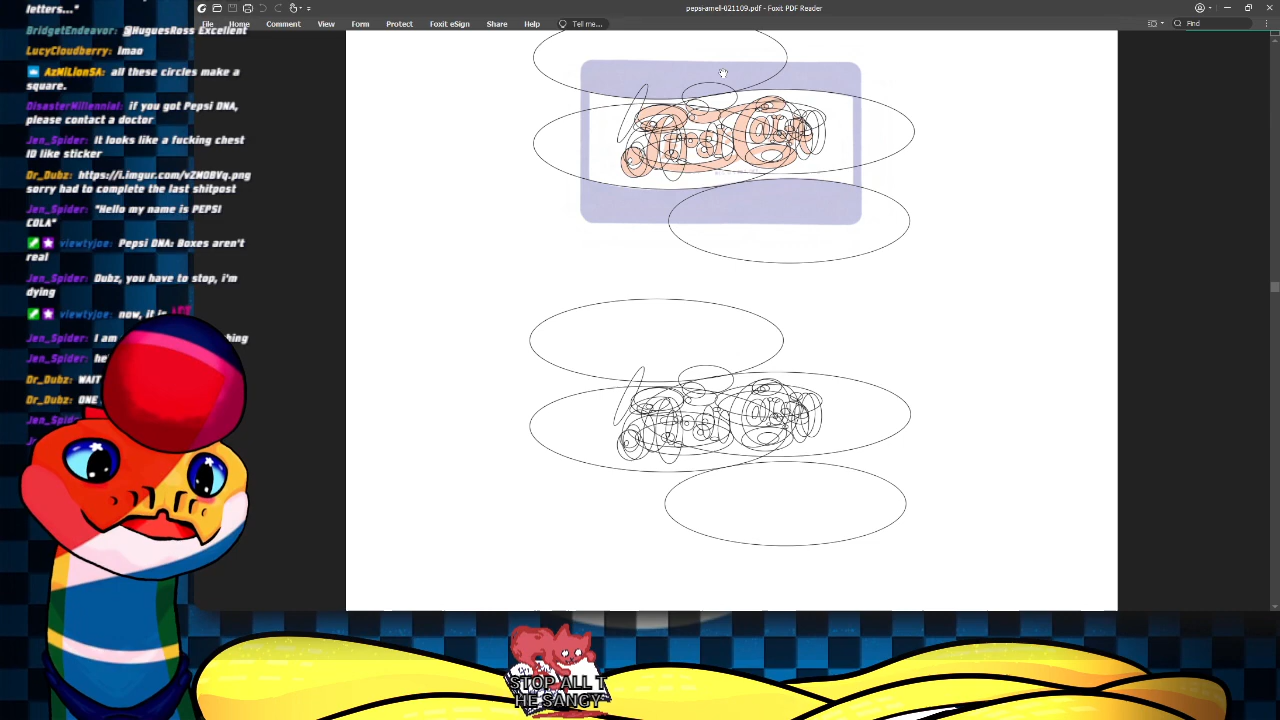 letters..."
BridgetEndeavor: @HuguesRoss Excellent
LucyCloudberry: lmao
AzMiLionSA: all these circles make a
square.
DisasterMillennial: if you got Pepsi DNA,
please contact a doctor
Jen_Spider: It looks like a fucking chest
ID like sticker
Dr_Dubz: https://i.imgur.com/vZMOBVq.png
sorry had to complete the last shitpost
Jen_Spider: "Hello my name is PEPSI
COLA"
viewtyjoe: Pepsi DNA: Boxes aren't
real
Jen_Spider: Dubz, you have to stop, i'm
dying
viewtyjoe: now, it is
Jen_Spider: I am
Jen_Spider:
Dr_Dubz: WAIT
Dr_Dubz: ONE
pepsi-arnell-021109.pdf - Foxit PDF Reader
File Home Comment View Form Protect Foxit eSign Share Help Tell me... Find
STOP ALL T
HE SANGY